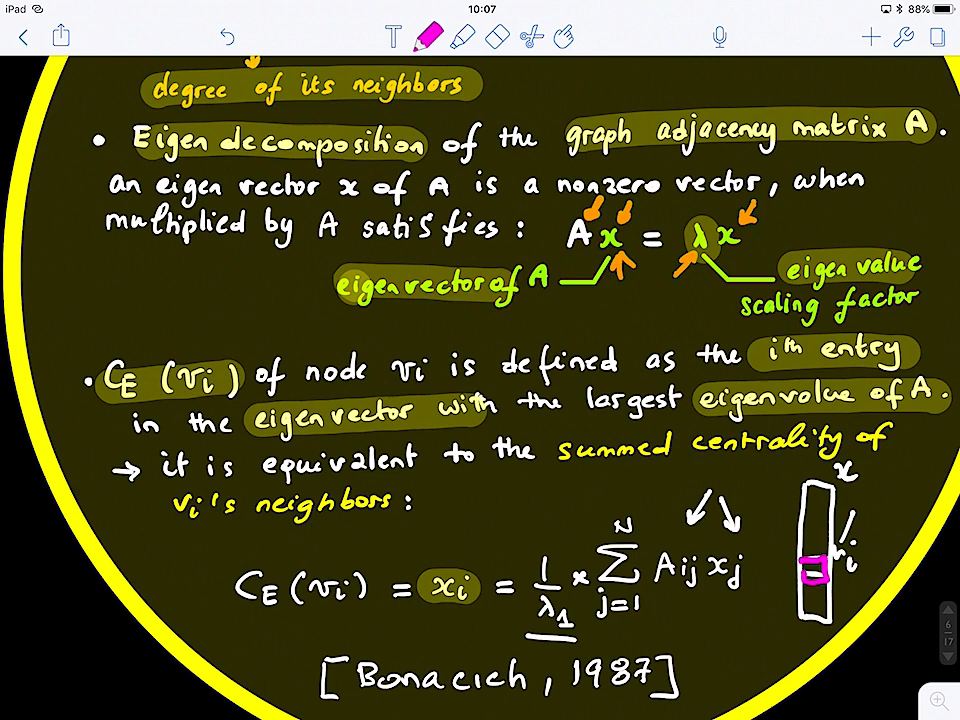 iPad
10:07
88%
T
degree of its neighbors
• Eigen decomposition of the graph adjacency matrix A.
an eigen vector x of A is a nonzero vector, when
multiplied by A satisfies : A x = λ x
eigenvector of A
eigen value
scaling factor
• CE (vi) of node vi is defined as the ith entry
in the eigenvector with the largest eigenvalue of A.
→ it is equivalent to the summed centrality of
vi's neighbors :
x
xi
CE (vi) = xi = 1/λ1 × ∑ N j=1 Aij xj
[Bonacich, 1987]
6
17